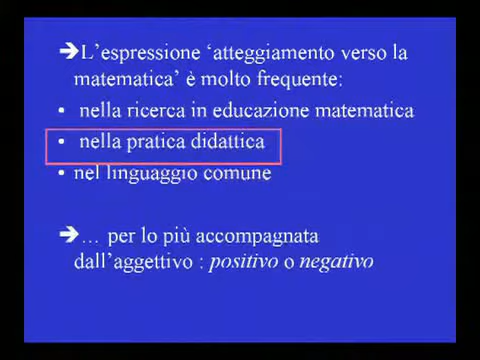 ➔L'espressione 'atteggiamento verso la
matematica' è molto frequente:
• nella ricerca in educazione matematica
• nella pratica didattica
• nel linguaggio comune
➔… per lo più accompagnata
dall'aggettivo : positivo o negativo